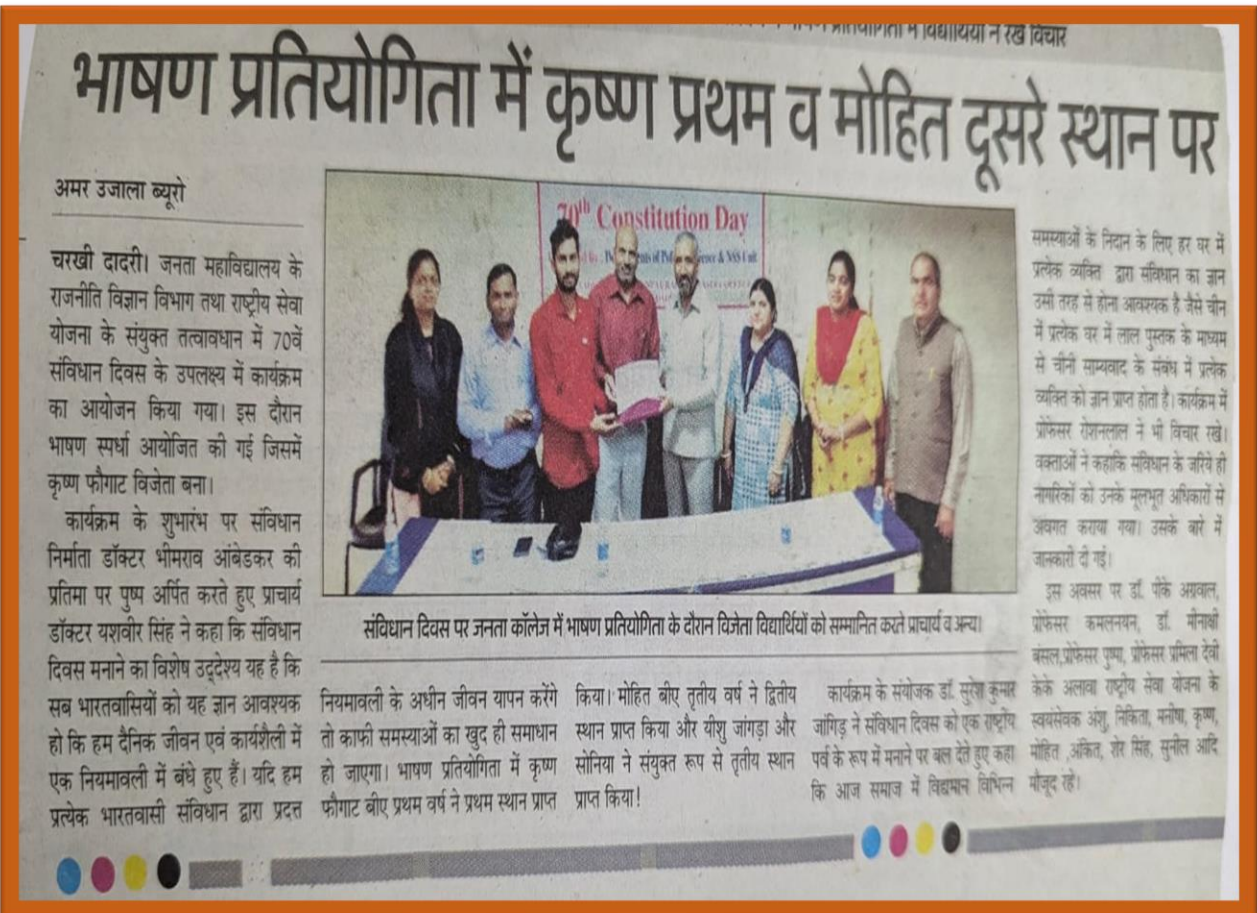 प्रतियोगिता में विद्यार्थियों ने रखे विचार
भाषण प्रतियोगिता में कृष्ण प्रथम व मोहित दूसरे स्थान पर
अमर उजाला ब्यूरो
चरखी दादरी। जनता महाविद्यालय के
राजनीति विज्ञान विभाग तथा राष्ट्रीय सेवा
योजना के संयुक्त तत्वावधान में 70वें
संविधान दिवस के उपलक्ष्य में कार्यक्रम
का आयोजन किया गया। इस दौरान
भाषण स्पर्धा आयोजित की गई जिसमें
कृष्ण फौगाट विजेता बना।
कार्यक्रम के शुभारंभ पर संविधान
निर्माता डॉक्टर भीमराव आंबेडकर की
प्रतिमा पर पुष्प अर्पित करते हुए प्राचार्य
डॉक्टर यशवीर सिंह ने कहा कि संविधान
दिवस मनाने का विशेष उद्देश्य यह है कि
सब भारतवासियों को यह ज्ञान आवश्यक
हो कि हम दैनिक जीवन एवं कार्यशैली में
एक नियमावली में बंधे हुए हैं। यदि हम
प्रत्येक भारतवासी संविधान द्वारा प्रदत्त
70th Constitution Day
& NSS Unit
संविधान दिवस पर जनता कॉलेज में भाषण प्रतियोगिता के दौरान विजेता विद्यार्थियों को सम्मानित करते प्राचार्य व अन्य।
नियमावली के अधीन जीवन यापन करेंगे
तो काफी समस्याओं का खुद ही समाधान
हो जाएगा। भाषण प्रतियोगिता में कृष्ण
फौगाट बीए प्रथम वर्ष ने प्रथम स्थान प्राप्त
किया। मोहित बीए तृतीय वर्ष ने द्वितीय
स्थान प्राप्त किया और यीशु जांगड़ा और
सोनिया ने संयुक्त रूप से तृतीय स्थान
प्राप्त किया!
कार्यक्रम के संयोजक डॉ. सुरेश कुमार
जांगिड़ ने संविधान दिवस को एक राष्ट्रीय
पर्व के रूप में मनाने पर बल देते हुए कहा
कि आज समाज में विद्यमान विभिन्न
समस्याओं के निदान के लिए हर घर में
प्रत्येक व्यक्ति द्वारा संविधान का ज्ञान
उसी तरह से होना आवश्यक है जैसे चीन
में प्रत्येक घर में लाल पुस्तक के माध्यम
से चीनी साम्यवाद के संबंध में प्रत्येक
व्यक्ति को ज्ञान प्राप्त होता है। कार्यक्रम में
प्रोफेसर रोशनलाल ने भी विचार रखे।
वक्ताओं ने कहाकि संविधान के जरिये ही
नागरिकों को उनके मूलभूत अधिकारों से
अवगत कराया गया। उसके बारे में
जानकारी दी गई।
इस अवसर पर डॉ. पीके अग्रवाल,
प्रोफेसर कमलनयन, डॉ. मीनाक्षी
बंसल,प्रोफेसर पुष्पा, प्रोफेसर प्रमिला देवी
केके अलावा राष्ट्रीय सेवा योजना के
स्वयसेवक अंशु, निकिता, मनीषा, कृष्ण,
मोहित ,अंकित, शेर सिंह, सुनील आदि
मौजूद रहे।